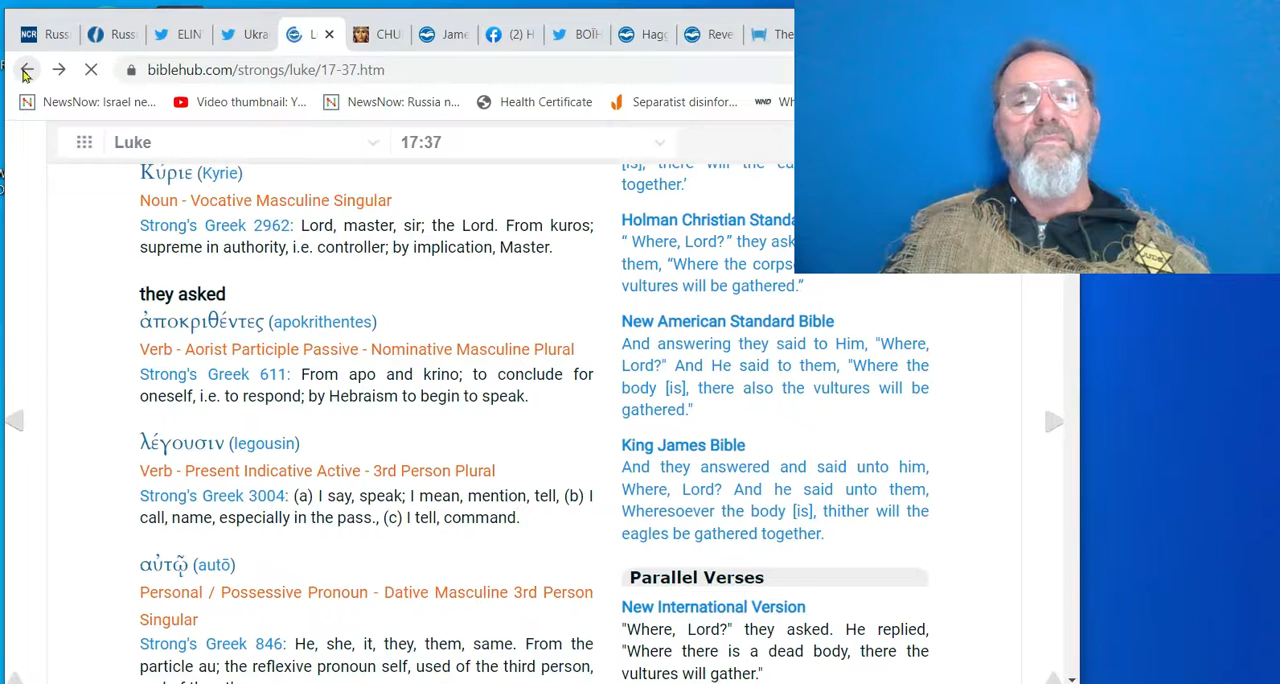 NCR Russ
Russ
ELIN
Ukra
L
CHU
Jame
(2) H
BOÏH
Hagg
Reve
The
biblehub.com/strongs/luke/17-37.htm
NewsNow: Israel ne...
Video thumbnail: Y...
NewsNow: Russia n...
Health Certificate
Separatist disinfor...
WND Wh
Luke
17:37
Κύριε (Kyrie)
Noun - Vocative Masculine Singular
Strong's Greek 2962: Lord, master, sir; the Lord. From kuros;
supreme in authority, i.e. controller; by implication, Master.
they asked
ἀποκριθέντες (apokrithentes)
Verb - Aorist Participle Passive - Nominative Masculine Plural
Strong's Greek 611: From apo and krino; to conclude for
oneself, i.e. to respond; by Hebraism to begin to speak.
λέγουσιν (legousin)
Verb - Present Indicative Active - 3rd Person Plural
Strong's Greek 3004: (a) I say, speak; I mean, mention, tell, (b) I
call, name, especially in the pass., (c) I tell, command.
αὐτῷ (autō)
Personal / Possessive Pronoun - Dative Masculine 3rd Person
Singular
Strong's Greek 846: He, she, it, they, them, same. From the
particle au; the reflexive pronoun self, used of the third person,
[is], there will the
together.’
Holman Christian Standa
“ Where, Lord?” they ask
them, “Where the corps
vultures will be gathered.”
New American Standard Bible
And answering they said to Him, "Where,
Lord?" And He said to them, "Where the
body [is], there also the vultures will be
gathered."
King James Bible
And they answered and said unto him,
Where, Lord? And he said unto them,
Wheresoever the body [is], thither will the
eagles be gathered together.
Parallel Verses
New International Version
"Where, Lord?" they asked. He replied,
"Where there is a dead body, there the
vultures will gather."